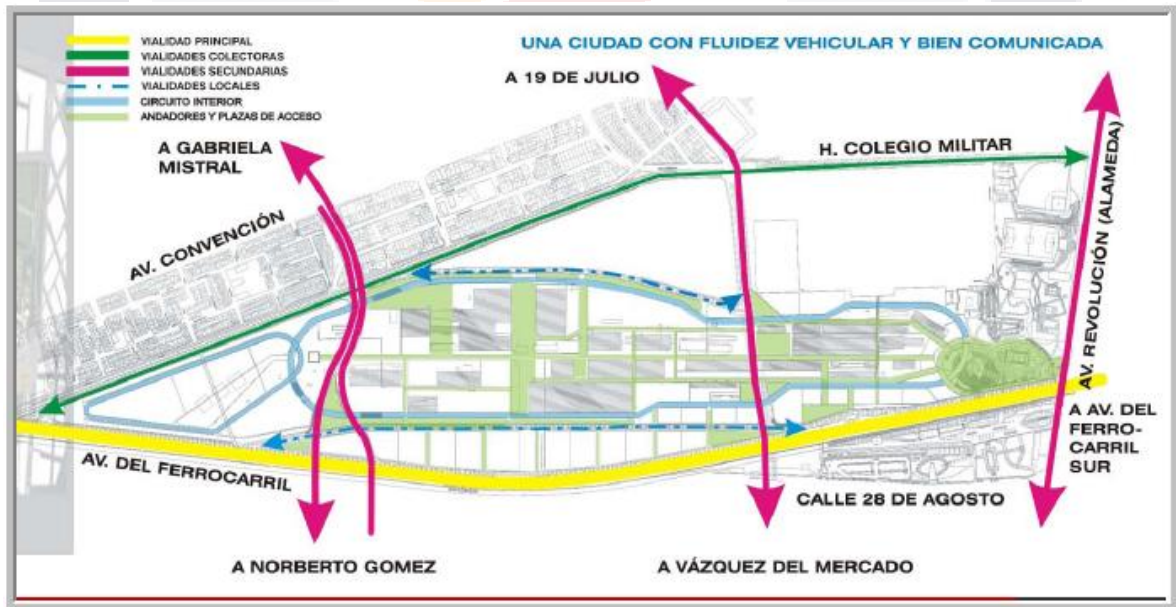 VIALIDAD PRINCIPAL
VIALIDADES COLECTORAS
VIALIDADES SECUNDARIAS
VIALIDADES LOCALES
CIRCUITO INTERIOR
ANDADORES Y PLAZAS DE ACCESO
UNA CIUDAD CON FLUIDEZ VEHICULAR Y BIEN COMUNICADA
A 19 DE JULIO
A GABRIELA
MISTRAL
H. COLEGIO MILITAR
AV. CONVENCIÓN
AV. REVOLUCIÓN (ALAMEDA)
AV. DEL FERROCARRIL
A AV. DEL
FERRO-
CARRIL
SUR
CALLE 28 DE AGOSTO
A NORBERTO GOMEZ
A VÁZQUEZ DEL MERCADO